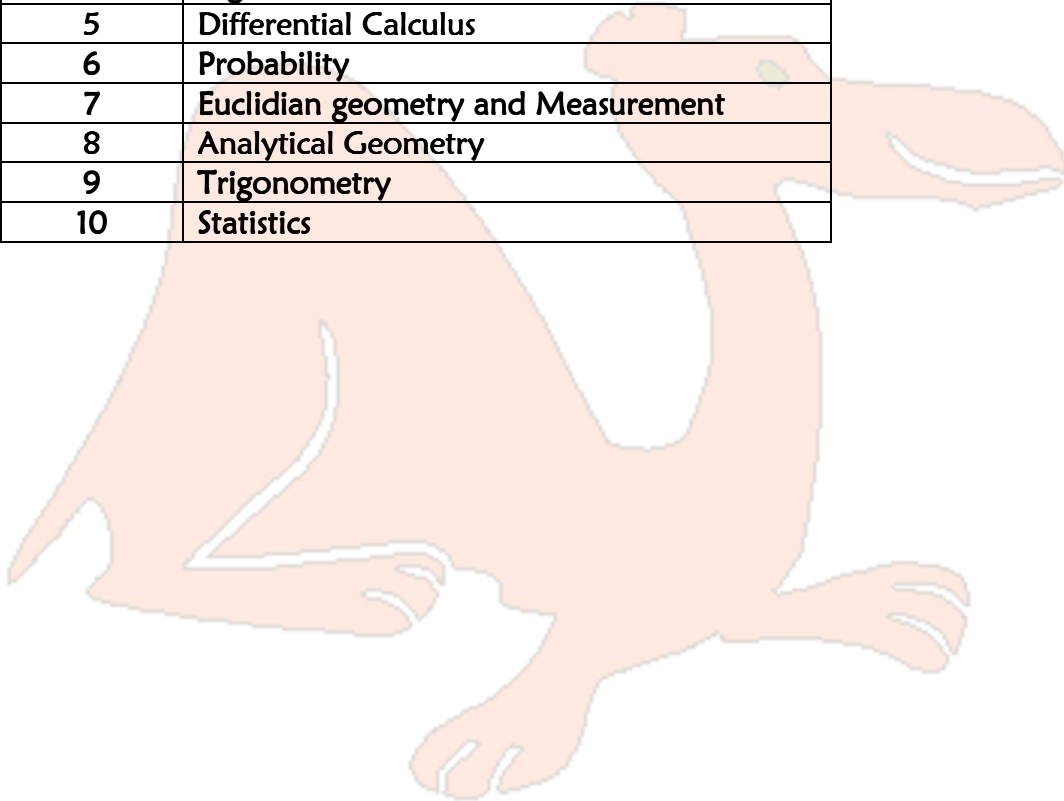 5 Differential Calculus
6 Probability
7 Euclidian geometry and Measurement
8 Analytical Geometry
9 Trigonometry
10 Statistics